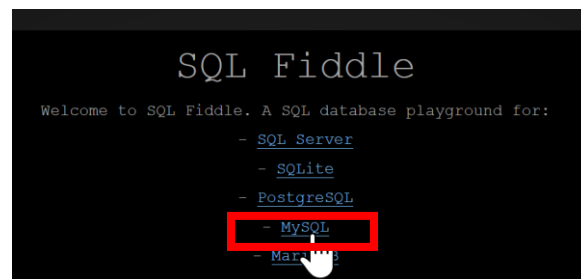 SQL Fiddle
Welcome to SQL Fiddle. A SQL database playground for:
- SQL Server
- SQLite
- PostgreSQL
- MySQL
-